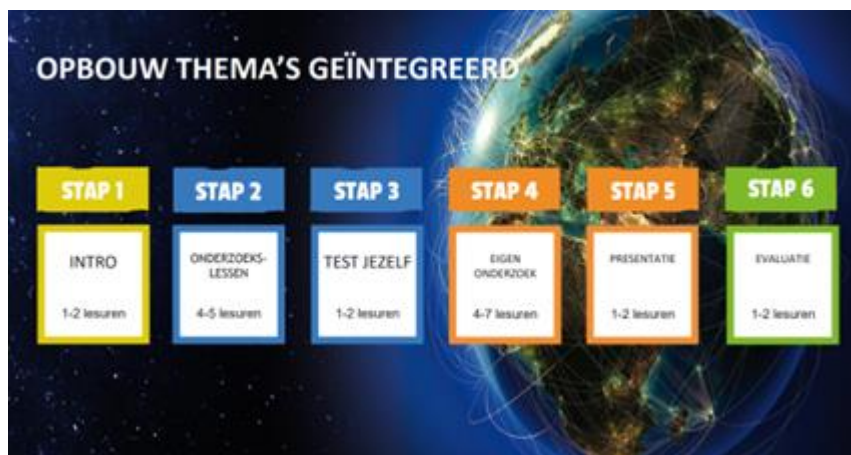 OPBOUW THEMA'S GEÏNTEGREERD
STAP 1
INTRO
1-2 lesuren
STAP 2
ONDERZOEKS-
LESSEN
4-5 lesuren
STAP 3
TEST JEZELF
1-2 lesuren
STAP 4
EIGEN
ONDERZOEK
4-7 lesuren
STAP 5
PRESENTATIE
1-2 lesuren
STAP 6
EVALUATIE
1-2 lesuren